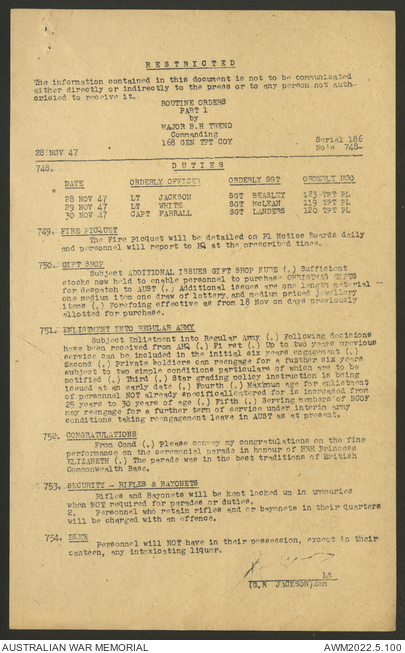 RESTRICTED
The information contained in this document is not to be communicated
either directly or indirectly to the press or to any person not auth-
orisied to receive it.
ROUTINE ORDERS
PART 1
by
MAJOR B.H TREND
Commanding
168 GEN TPT COY
Serial 186
28 NOV 47
No's 748-
748. DUTIES
DATE ORDERLY OFFICER ORDERLY SGT ORDERLY NCO
28 NOV 47 LT JACKSON SGT BEASLEY 123 TPT PL
29 NOV 47 LT WHITE SGT McLEAN 119 TPT PL
30 NOV 47 CAPT FARRALL SGT LANDERS 120 TPT PL
749. FIRE PICQUET
The Fire Picquet will be detailed on Pl Notice Boards daily
and personnel will report to HQ at the prescribed times.
750. GIFT SHOP
Subject ADDITIONAL ISSUES GIFT SHOP KURE (.) Sufficient
stocks now held to enable personnel to purchase CHRISTMAS GIFTS
for despatch to AUST (.) Additional issues are one length material
one medium item one draw of lottery, and medium priced jewellery
items (.) Forefoing effective as from 18 Nov on days previously
allotted for purchase.
751. ENLISTMENT INTO REGULAR ARMY
Subject Enlistment into Regular Army (.) Following decisions
have been received from AHQ (.) First (.) Up to two years previous
service can be included in the initial six years engagement (.)
Second (.) Private soldiers can reengage for a further six years
subject to two simple conditions particulars of which are to be
notified (.) Third (.) Star grading policy instruction is being
issued at an early date (.) Fourth (.) Maximum age for enlistment
of personnel NOT already specifically catered for is increased from
25 years to 30 years of age (.) Fifth (.) Serving members of BCOF
may reengage for a further term of service under interim army
conditions taking reengagement leave in AUST as at present.
752. CONGRATULATIONS
From Comd (.) Please convey my congratulations on the fine
performance on the ceremonial parade in honour of HRH Princess
ELIZABETH (.) The parade was in the best traditions of British
Commonwealth Base.
753. SECURITY - RIFLES & BAYONETS
Rifles and Bayonets will be kept locked up in armouries
when NOT required for parades or duties.
2. Personnel who retain rifles and or bayonets in their quarters
will be charged with an offence.
754. BEER
Personnel will NOT have in their possession, except in their
canteen, any intoxicating liquor.
Lt
(G.R JACKSON) Adm
AUSTRALIAN WAR MEMORIAL
AWM2022.5.100